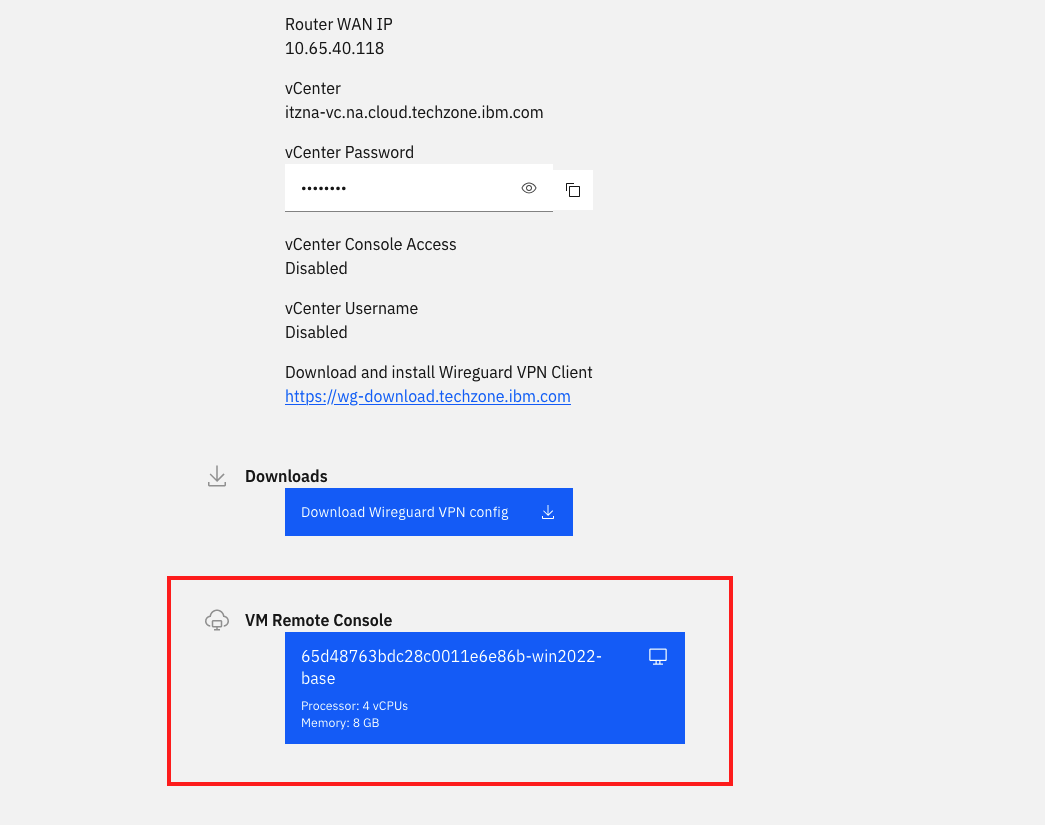 Router WAN IP
10.65.40.118
vCenter
itzna-vc.na.cloud.techzone.ibm.com
vCenter Password
••••••••
vCenter Console Access
Disabled
vCenter Username
Disabled
Download and install Wireguard VPN Client
https://wg-download.techzone.ibm.com
Downloads
Download Wireguard VPN config
VM Remote Console
65d48763bdc28c0011e6e86b-win2022-
base
Processor: 4 vCPUs
Memory: 8 GB